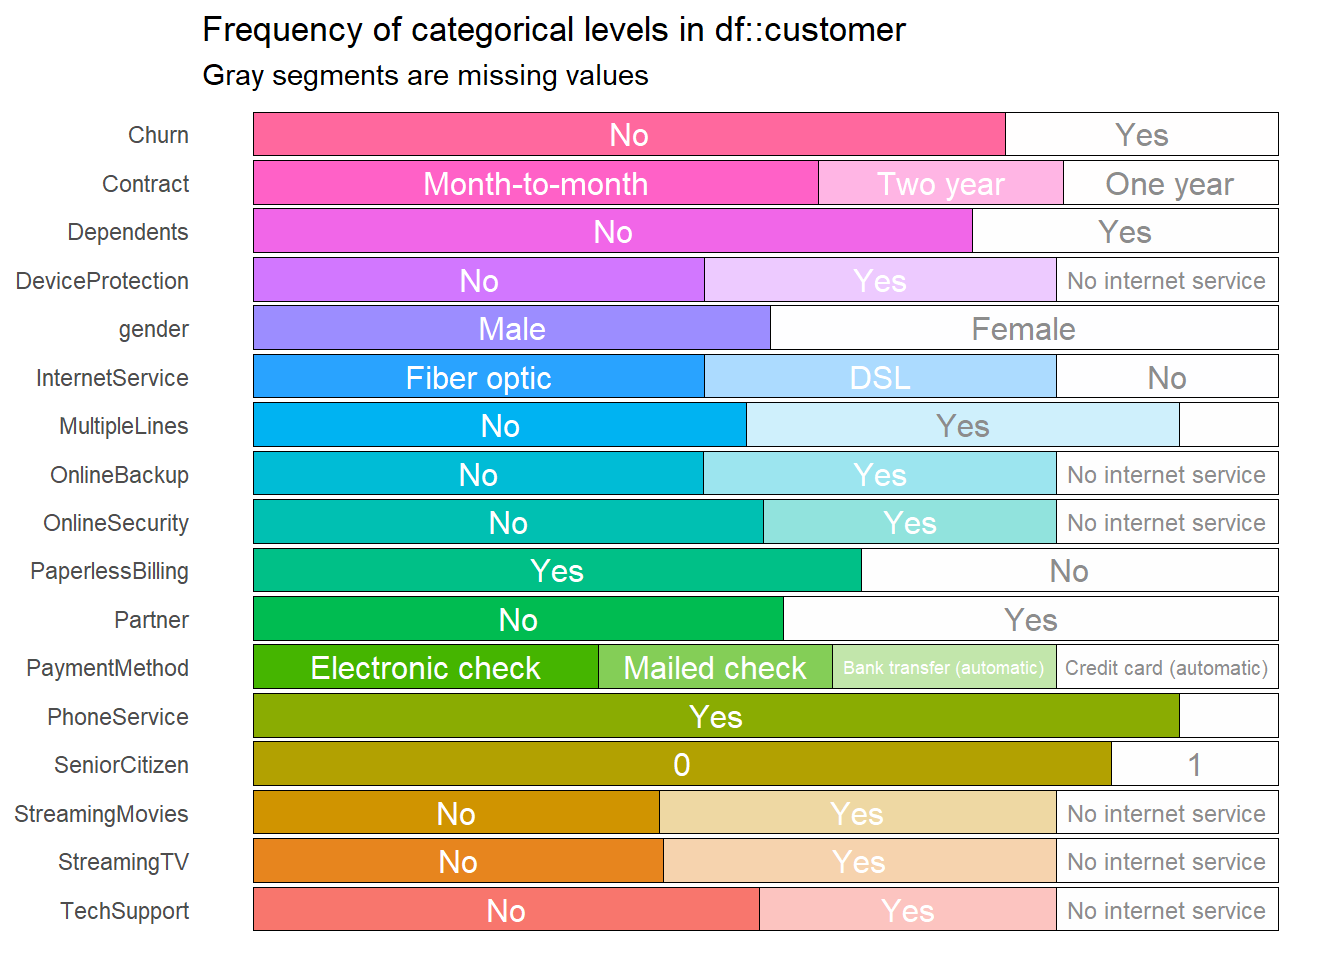 Frequency of categorical levels in df::customer
Gray segments are missing values
Churn No Yes
Contract Month-to-month Two year One year
Dependents No Yes
DeviceProtection No Yes No internet service
gender Male Female
InternetService Fiber optic DSL No
MultipleLines No Yes
OnlineBackup No Yes No internet service
OnlineSecurity No Yes No internet service
PaperlessBilling Yes No
Partner No Yes
PaymentMethod Electronic check Mailed check Bank transfer (automatic) Credit card (automatic)
PhoneService Yes
SeniorCitizen 0 1
StreamingMovies No Yes No internet service
StreamingTV No Yes No internet service
TechSupport No Yes No internet service